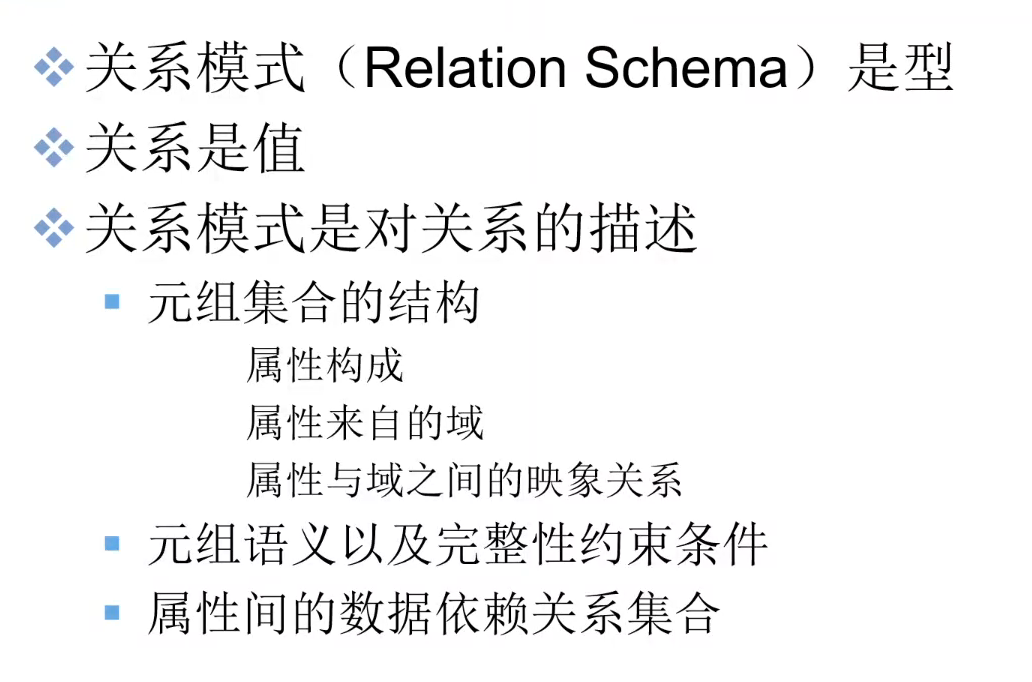 关系模式（Relation Schema）是型
关系是值
关系模式是对关系的描述
元组集合的结构
属性构成
属性来自的域
属性与域之间的映象关系
元组语义以及完整性约束条件
属性间的数据依赖关系集合